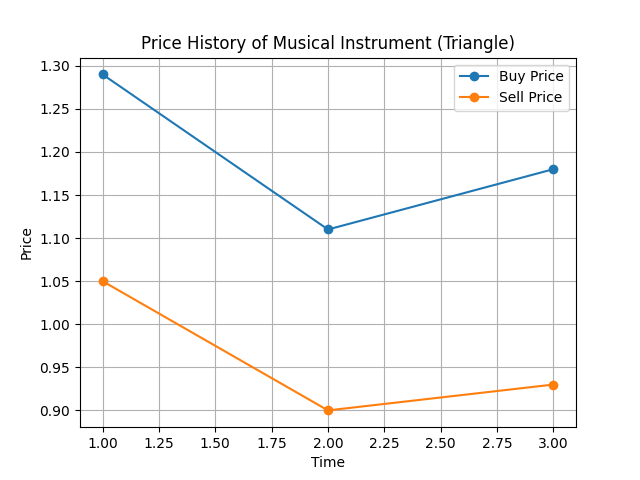 Price History of Musical Instrument (Triangle)
1.30
1.25
1.20
1.15
1.10
1.05
1.00
0.95
0.90
Price
Buy Price
Sell Price
1.00 1.25 1.50 1.75 2.00 2.25 2.50 2.75 3.00
Time